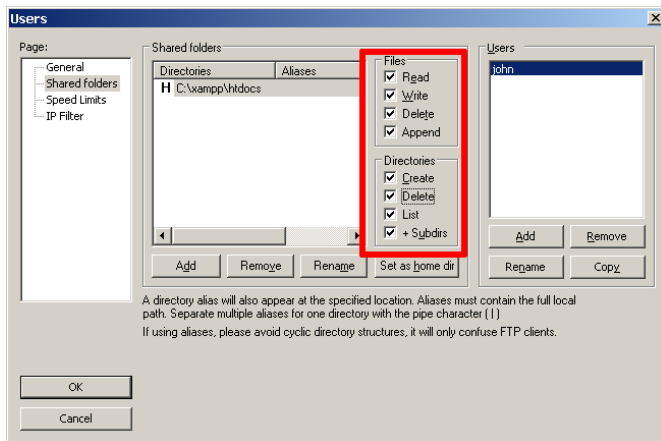 Users
Page:
General
Shared folders
Speed Limits
IP Filter
Shared folders
Directories Aliases
H C:\xampp\htdocs
Files
Read
Write
Delete
Append
Directories
Create
Delete
List
+ Subdirs
Add Remove Rename Set as home dir
Users
john
Add Remove
Rename Copy
A directory alias will also appear at the specified location. Aliases must contain the full local
path. Separate multiple aliases for one directory with the pipe character ( | )
If using aliases, please avoid cyclic directory structures, it will only confuse FTP clients.
OK
Cancel